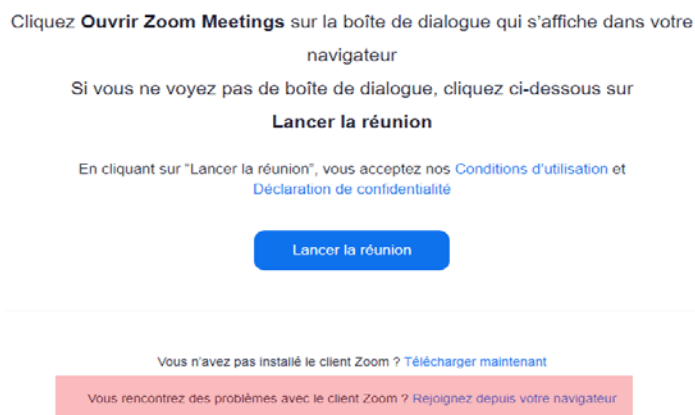 Cliquez Ouvrir Zoom Meetings sur la boîte de dialogue qui s’affiche dans votre
navigateur
Si vous ne voyez pas de boîte de dialogue, cliquez ci-dessous sur
Lancer la réunion
En cliquant sur “Lancer la réunion”, vous acceptez nos Conditions d’utilisation et
Déclaration de confidentialité
Lancer la réunion
Vous n’avez pas installé le client Zoom ? Télécharger maintenant
Vous rencontrez des problèmes avec le client Zoom ? Rejoignez depuis votre navigateur